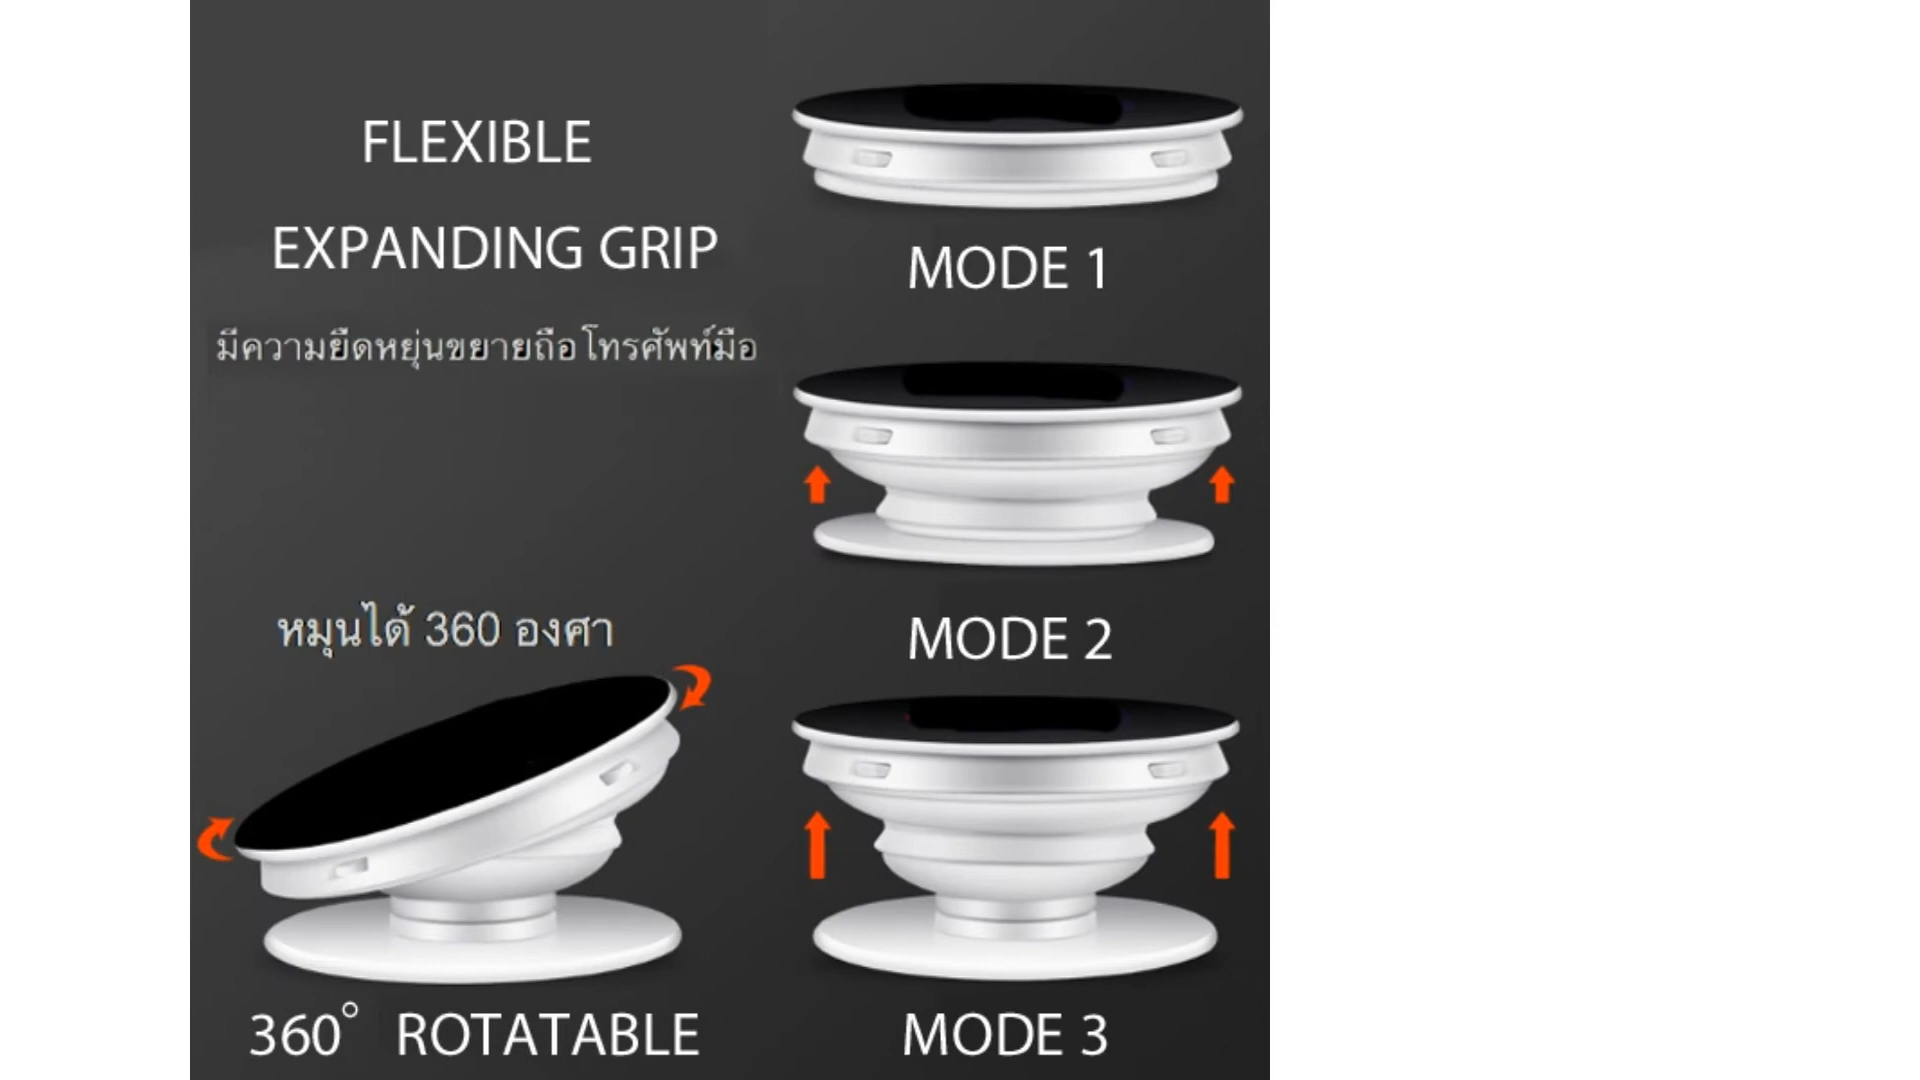 FLEXIBLE
EXPANDING GRIP
มีความยืดหยุ่นขยายถือโทรศัพท์มือ
MODE 1
MODE 2
หมุนได้ 360 องศา
360° ROTATABLE
MODE 3